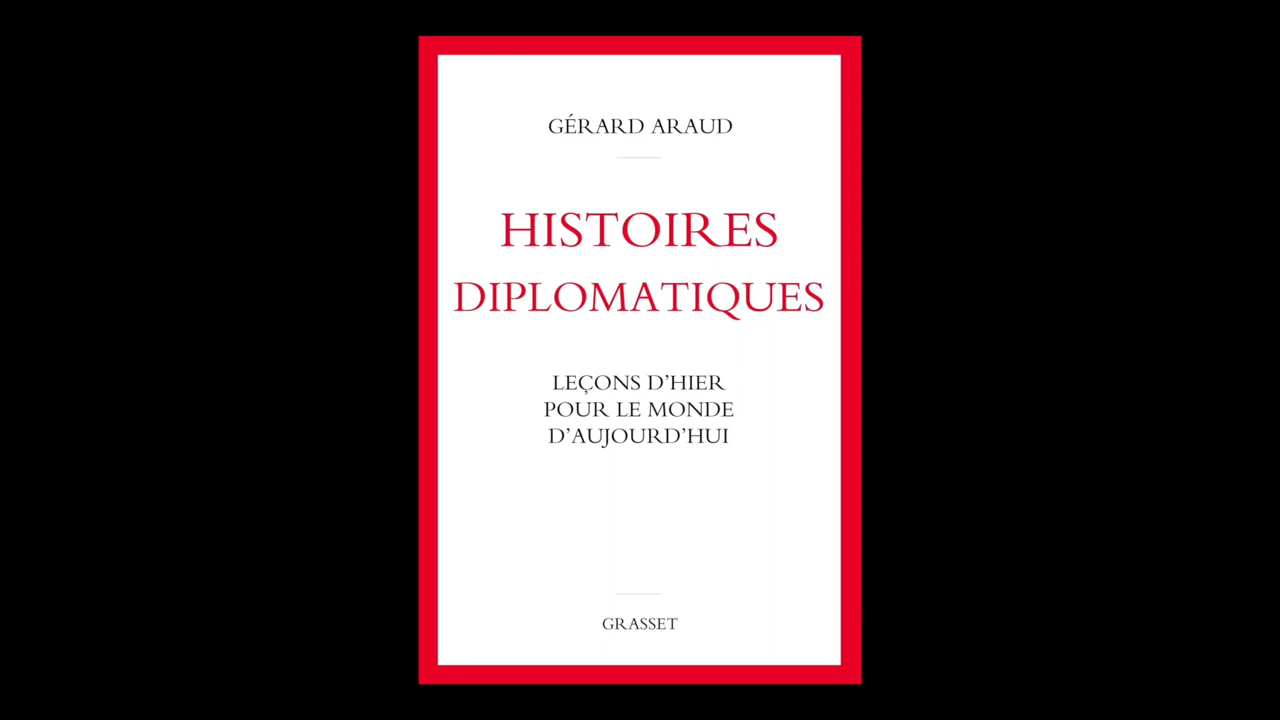 GÉRARD ARAUD
HISTOIRES
DIPLOMATIQUES
LEÇONS D'HIER
POUR LE MONDE
D'AUJOURD'HUI
GRASSET